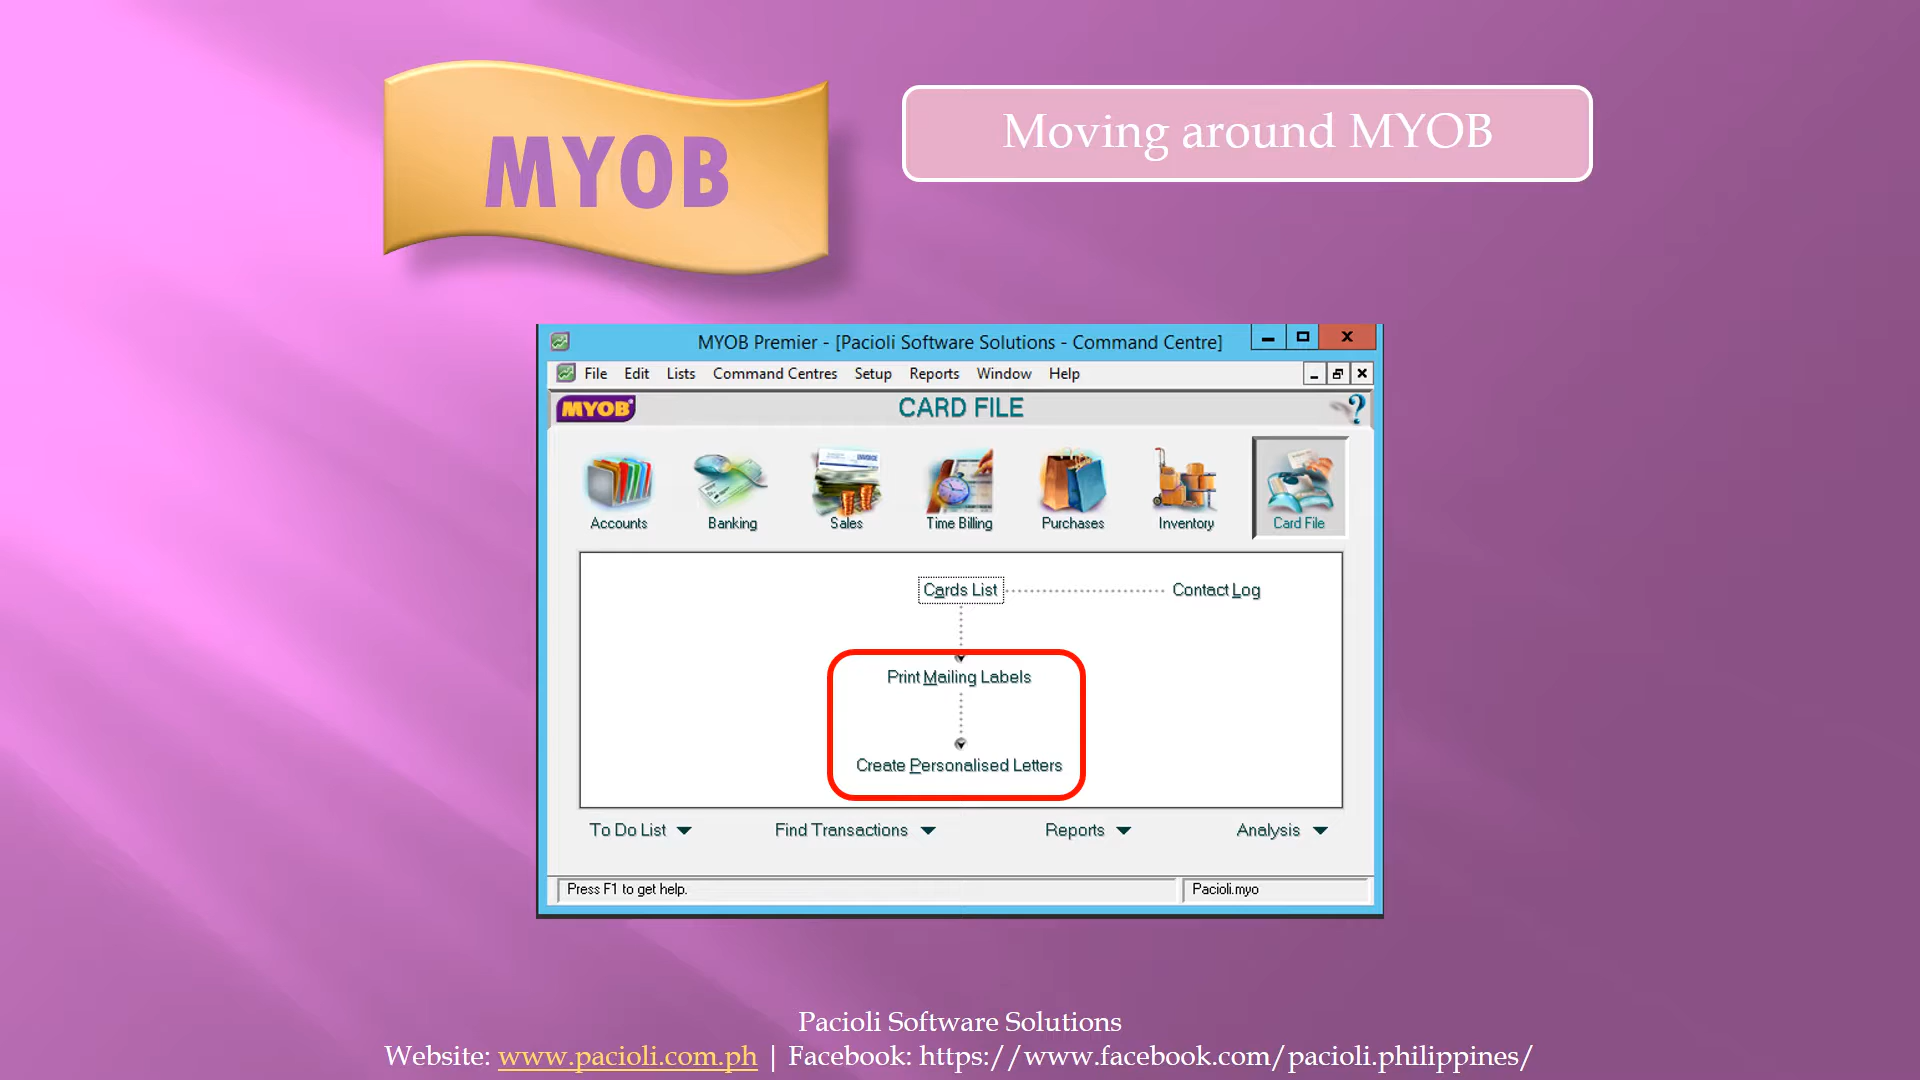 MYOB
Moving around MYOB
MYOB Premier - [Pacioli Software Solutions - Command Centre]
File Edit Lists Command Centres Setup Reports Window Help
MYOB
CARD FILE
INVOICE
Accounts Banking Sales Time Billing Purchases Inventory Card File
Cards List Contact Log
Print Mailing Labels
Create Personalised Letters
To Do List Find Transactions Reports Analysis
Press F1 to get help. Pacioli.myo
Pacioli Software Solutions
Website: www.pacioli.com.ph | Facebook: https://www.facebook.com/pacioli.philippines/